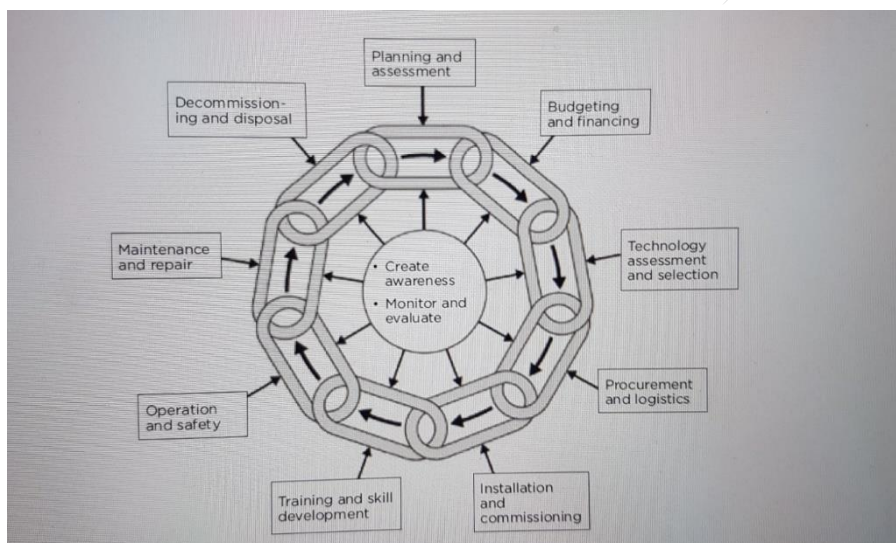 Planning and
assessment
Budgeting
and financing
Technology
assessment
and selection
Procurement
and logistics
Installation
and
commissioning
Training and skill
development
Operation
and safety
Maintenance
and repair
Decommission-
ing and disposal
• Create
awareness
• Monitor and
evaluate